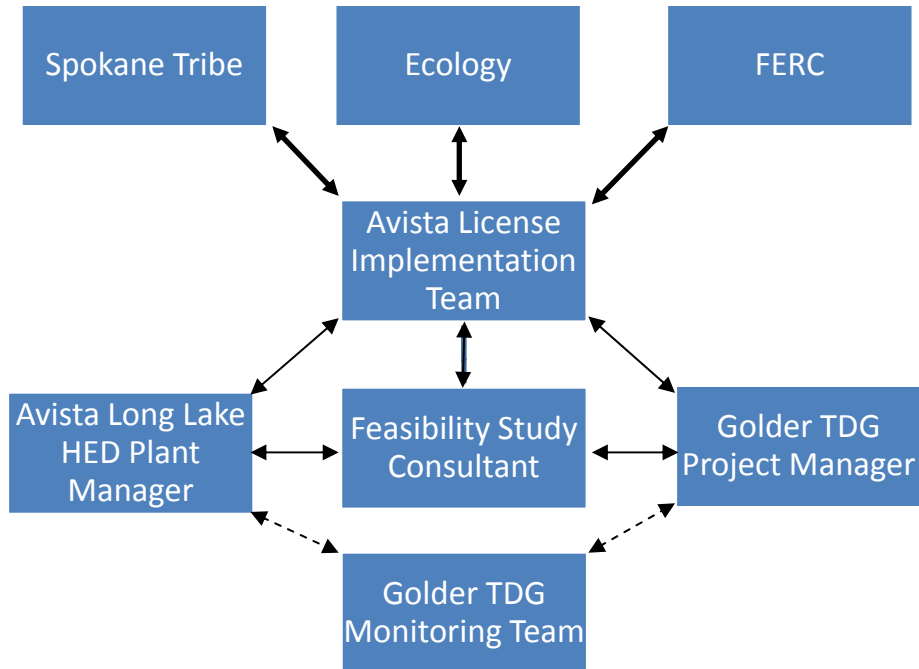 Spokane Tribe
Ecology
FERC
Avista License
Implementation
Team
Avista Long Lake
HED Plant
Manager
Feasibility Study
Consultant
Golder TDG
Project Manager
Golder TDG
Monitoring Team